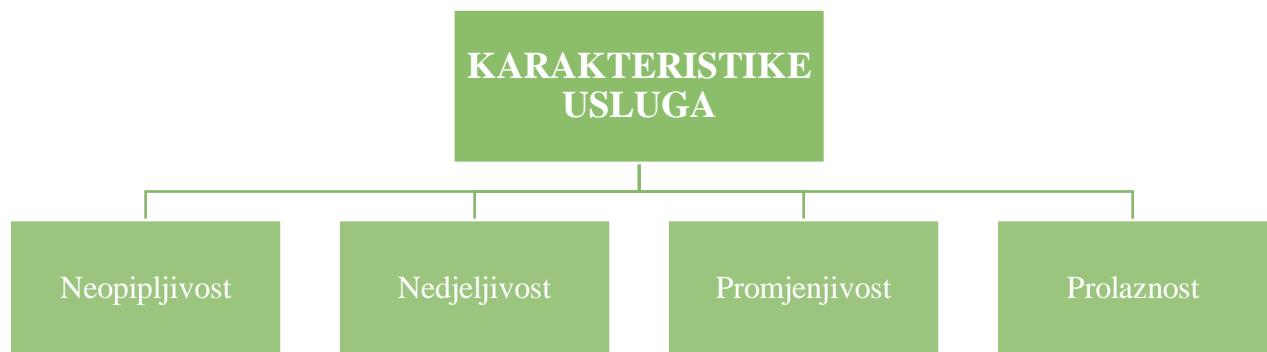 KARAKTERISTIKE
USLUGA
Neopipljivost
Nedjeljivost
Promjenjivost
Prolaznost